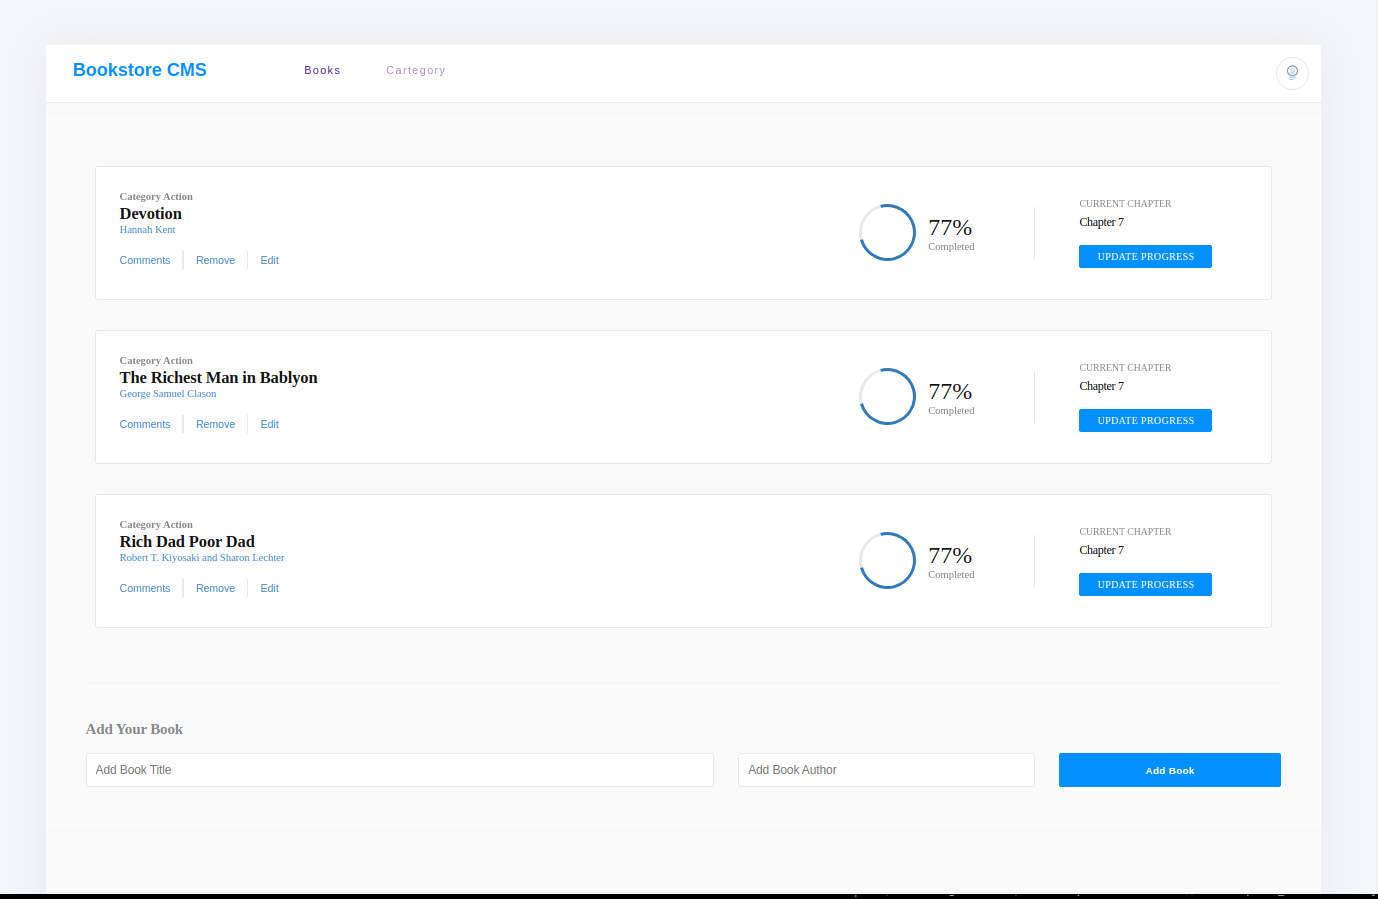 Bookstore CMS Books Cartegory
Category Action
Devotion
Hannah Kent
Comments Remove Edit
77%
Completed
CURRENT CHAPTER
Chapter 7
UPDATE PROGRESS
Category Action
The Richest Man in Bablyon
George Samuel Clason
Comments Remove Edit
77%
Completed
CURRENT CHAPTER
Chapter 7
UPDATE PROGRESS
Category Action
Rich Dad Poor Dad
Robert T. Kiyosaki and Sharon Lechter
Comments Remove Edit
77%
Completed
CURRENT CHAPTER
Chapter 7
UPDATE PROGRESS
Add Your Book
Add Book Title Add Book Author Add Book